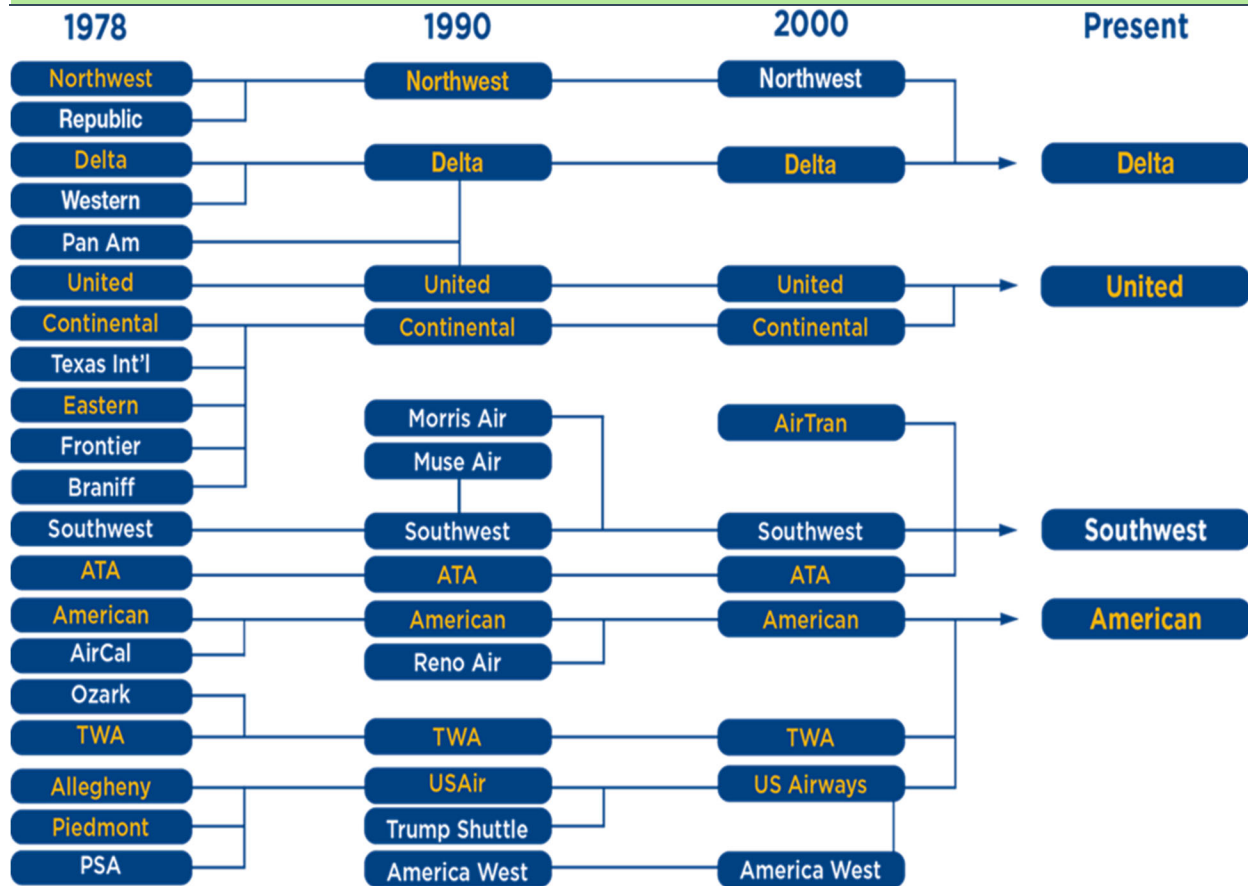 1978
1990
2000
Present
Northwest
Republic
Delta
Western
Pan Am
United
Continental
Texas Int'l
Eastern
Frontier
Braniff
Southwest
ATA
American
AirCal
Ozark
TWA
Allegheny
Piedmont
PSA
Northwest
Delta
United
Continental
Morris Air
Muse Air
Southwest
ATA
American
Reno Air
TWA
USAir
Trump Shuttle
America West
Northwest
Delta
United
Continental
AirTran
Southwest
ATA
American
TWA
US Airways
America West
Delta
United
Southwest
American